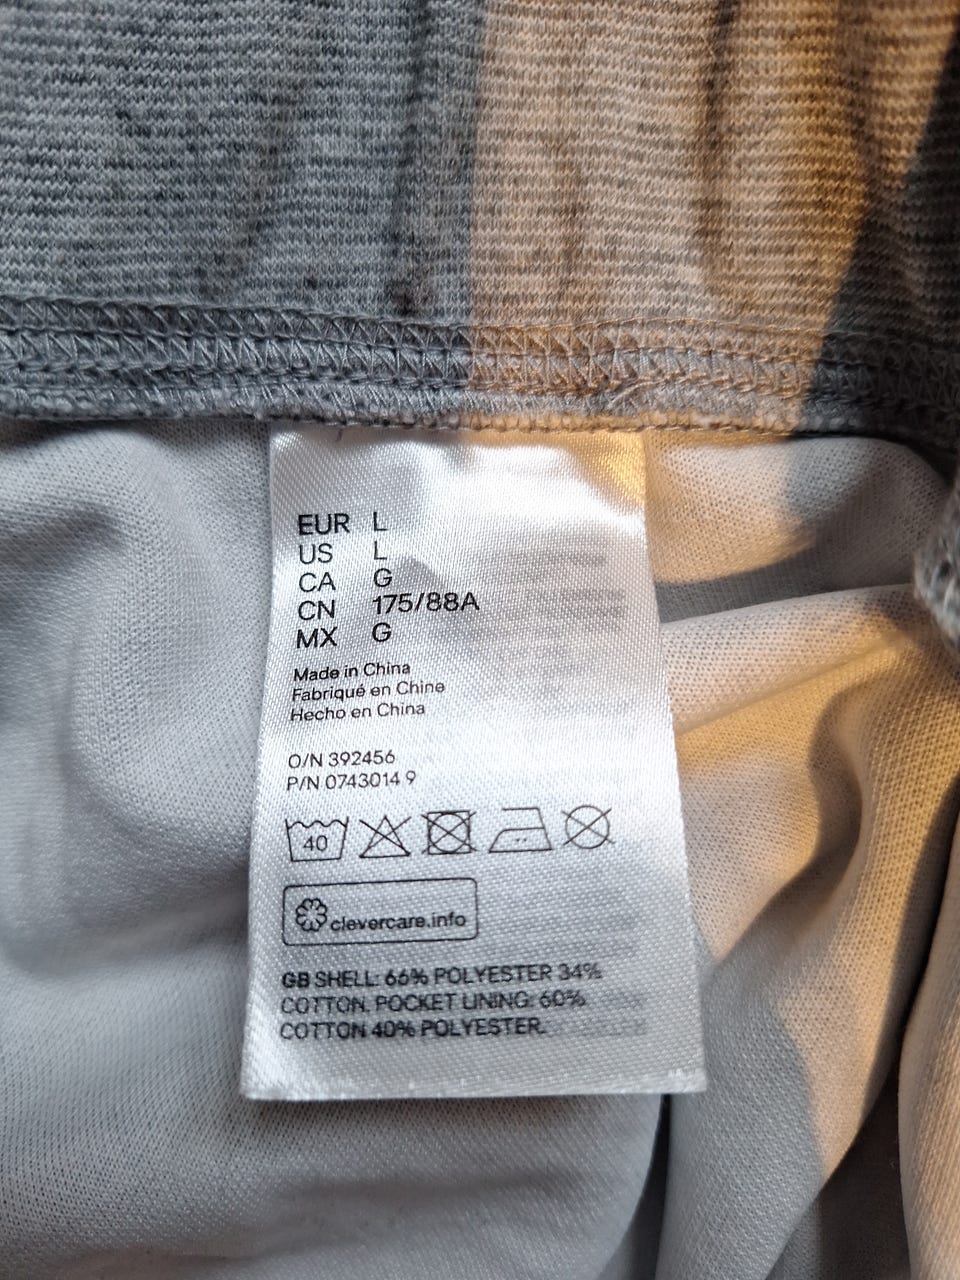 EUR L
US L
CA G
CN 175/88A
MX G
Made in China
Fabriqué en Chine
Hecho en China
O/N 392456
P/N 0743014 9
40
clevercare.info
GB SHELL: 66% POLYESTER 34%
COTTON. POCKET LINING: 60%
COTTON 40% POLYESTER.